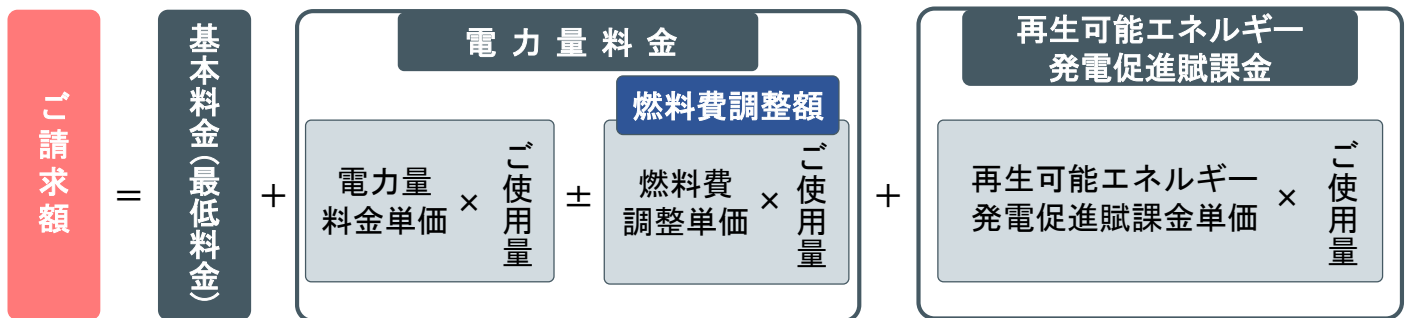 ご請求額
＝
基本料金（最低料金）
＋
電力量料金
電力量
料金単価
×
ご使用量
±
燃料費調整額
燃料費
調整単価
×
ご使用量
＋
再生可能エネルギー
発電促進賦課金
再生可能エネルギー
発電促進賦課金単価
×
ご使用量